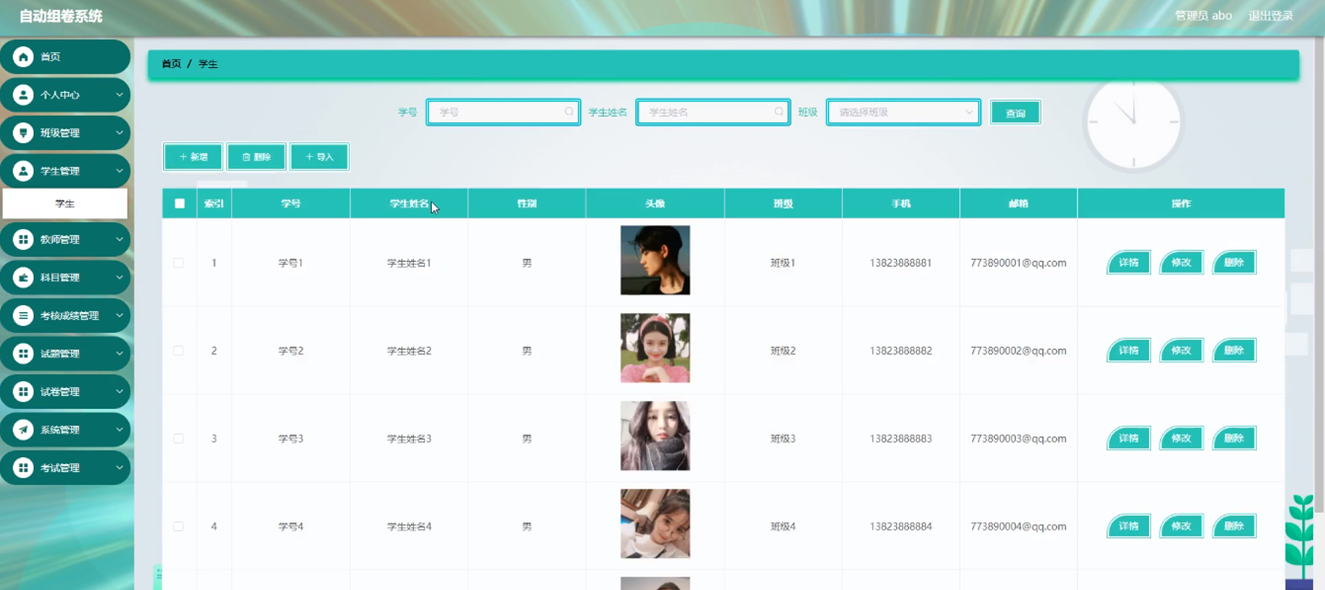 自动组卷系统
管理员 abo 退出登录
首页
个人中心
班级管理
学生管理
学生
教师管理
科目管理
考核成绩管理
试题管理
试卷管理
系统管理
考试管理
首页 / 学生
学号 学号 学生姓名 学生姓名 班级 请选择班级 查询
+ 新增 删除 + 导入
索引 学号 学生姓名 性别 头像 班级 手机 邮箱 操作
1 学号1 学生姓名1 男 班级1 13823888881 773890001@qq.com 详情 修改 删除
2 学号2 学生姓名2 男 班级2 13823888882 773890002@qq.com 详情 修改 删除
3 学号3 学生姓名3 男 班级3 13823888883 773890003@qq.com 详情 修改 删除
4 学号4 学生姓名4 男 班级4 13823888884 773890004@qq.com 详情 修改 删除